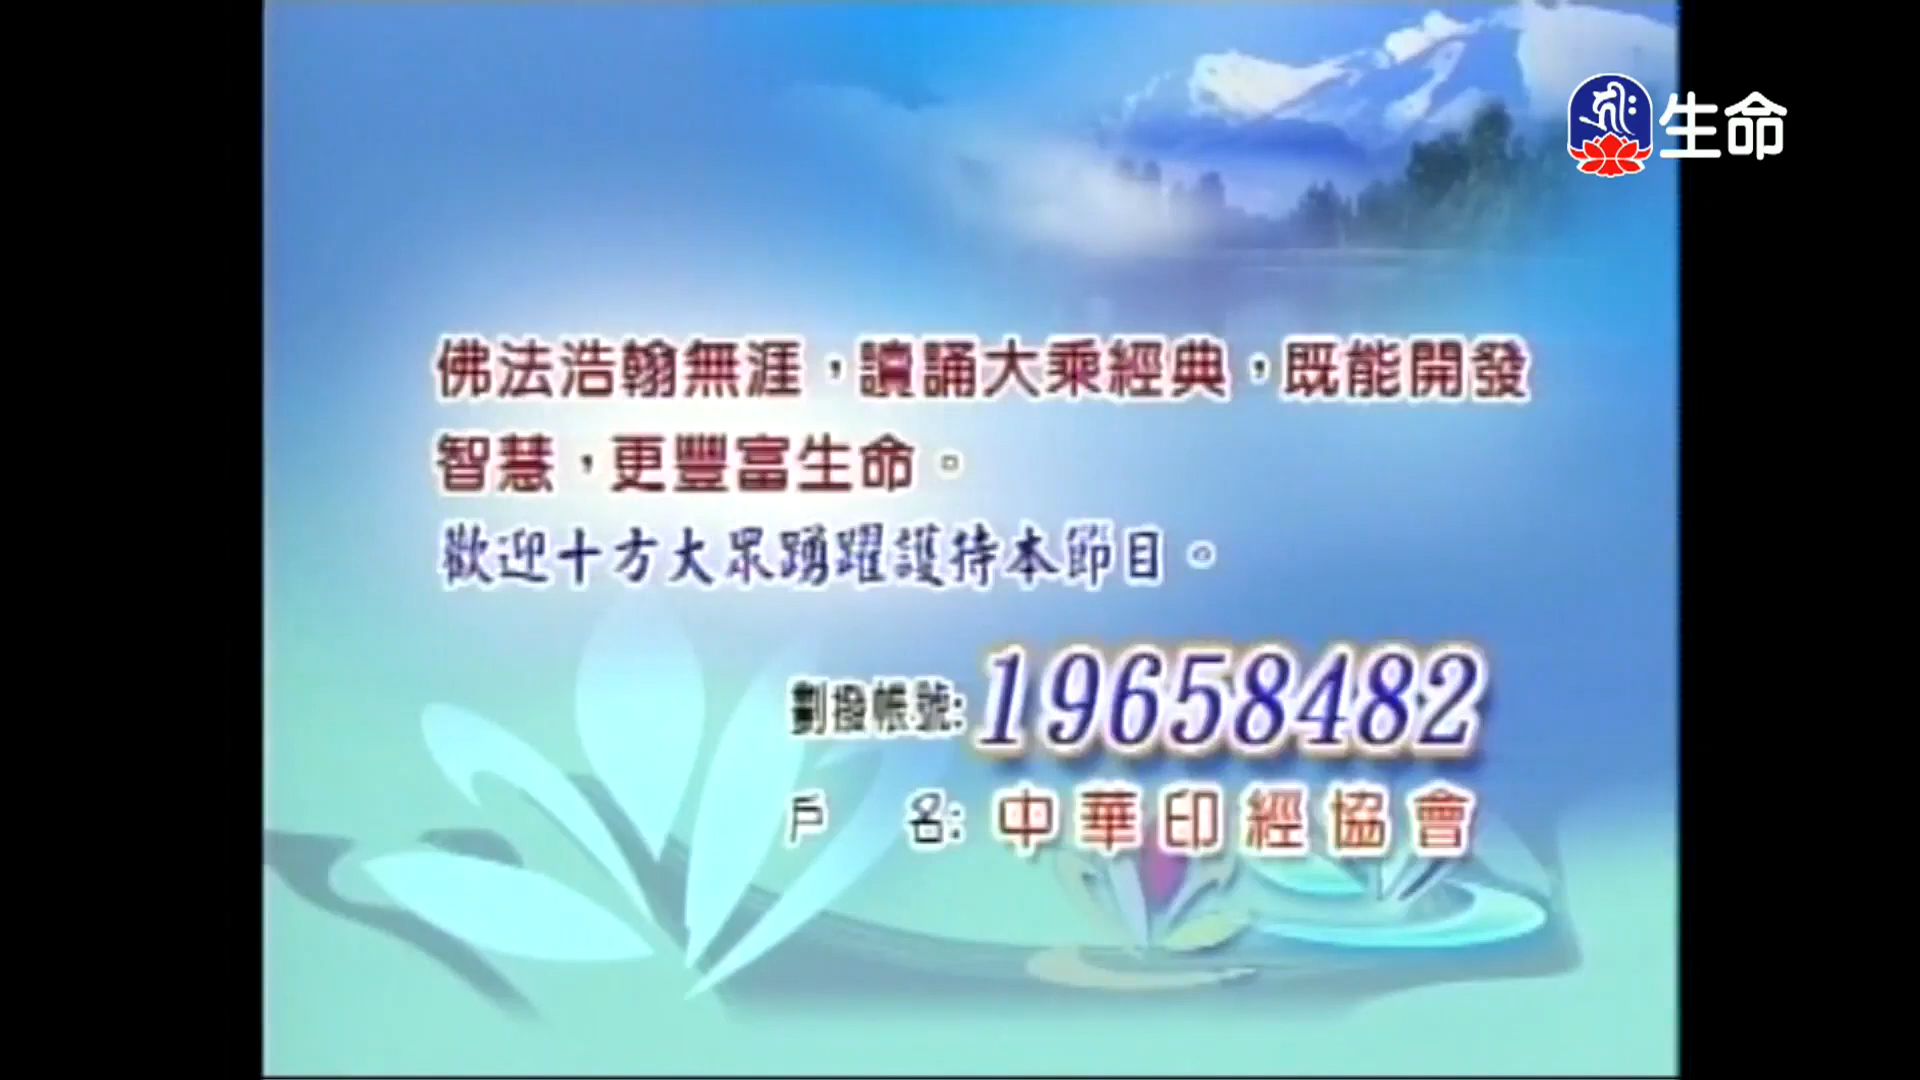 生命
佛法浩翰無涯，讀誦大乘經典，既能開發
智慧，更豐富生命。
歡迎十方大眾踴躍護持本節目。
劃撥帳號:19658482
戶 名:中華印經協會